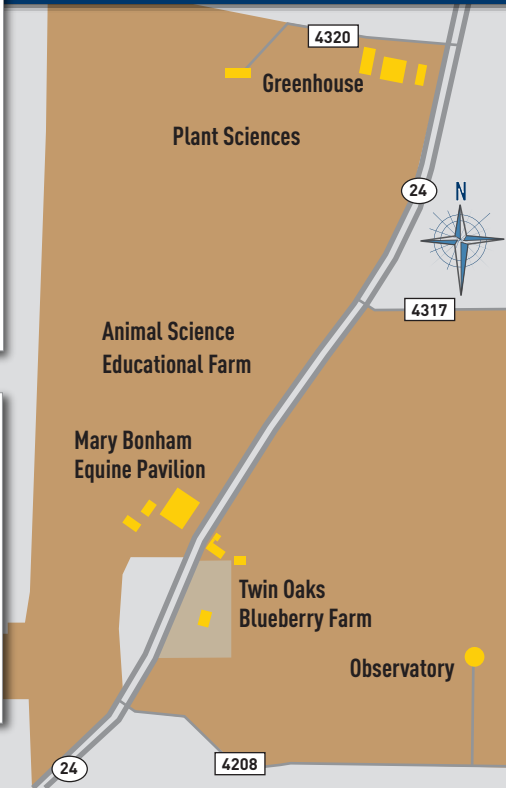 4320
Greenhouse
Plant Sciences
24
N
4317
Animal Science
Educational Farm
Mary Bonham
Equine Pavilion
Twin Oaks
Blueberry Farm
Observatory
4208
24